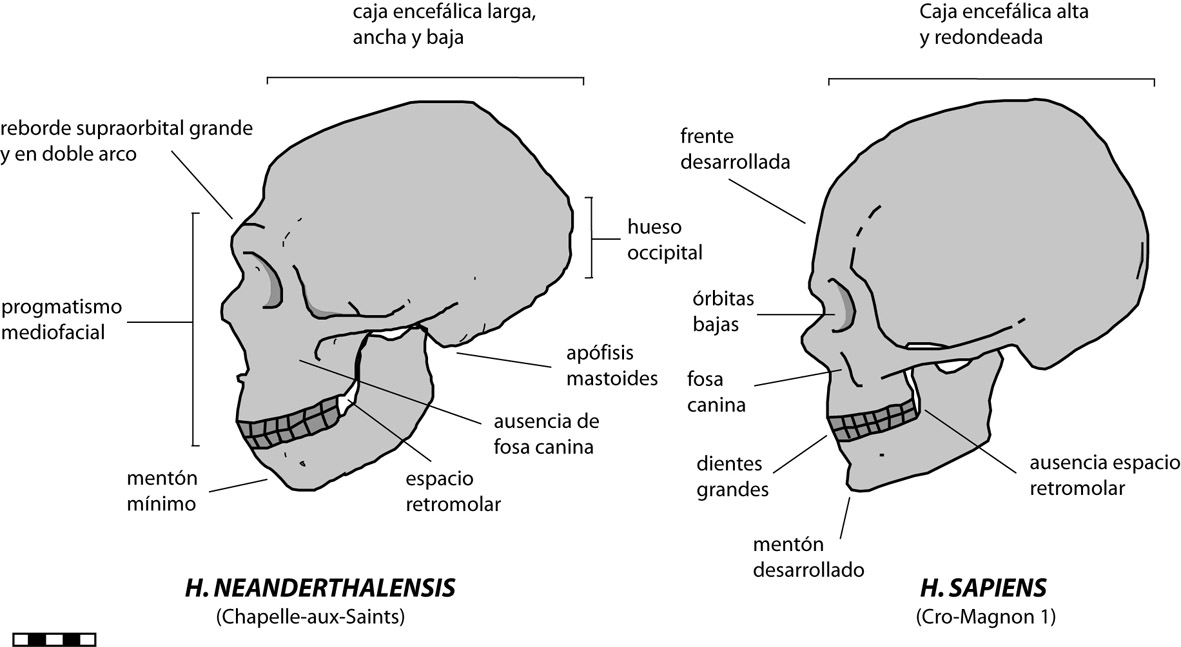 caja encefálica larga,
ancha y baja
reborde supraorbital grande
y en doble arco
progmatismo
mediofacial
hueso
occipital
apófisis
mastoides
ausencia de
fosa canina
espacio
retromolar
mentón
mínimo
H. NEANDERTHALENSIS
(Chapelle-aux-Saints)
Caja encefálica alta
y redondeada
frente
desarrollada
órbitas
bajas
fosa
canina
dientes
grandes
ausencia espacio
retromolar
mentón
desarrollado
H. SAPIENS
(Cro-Magnon 1)